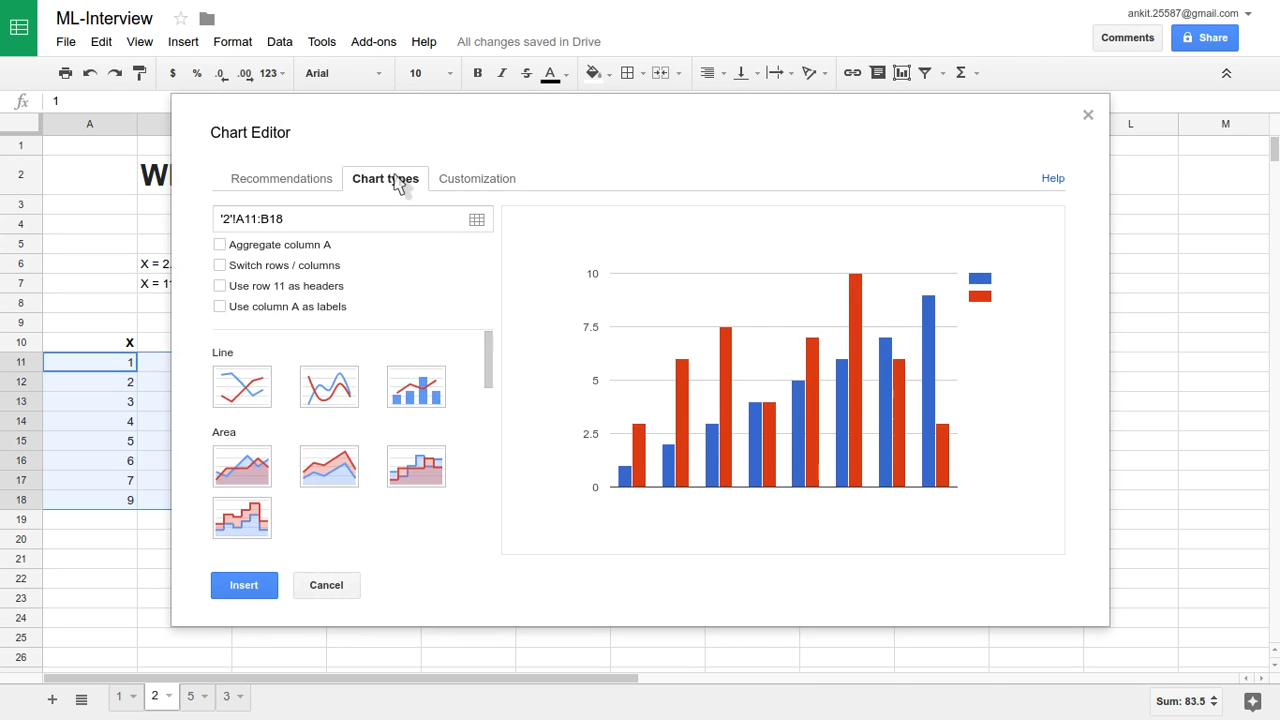 ML-Interview
ankit.25587@gmail.com
File Edit View Insert Format Data Tools Add-ons Help All changes saved in Drive
Comments Share
$ % .0 .00 123 Arial 10 B I S A Σ
fx 1
A L M
Chart Editor
Recommendations Chart types Customization Help
'2'!A11:B18
Aggregate column A
Switch rows / columns
Use row 11 as headers
Use column A as labels
Line
Area
10
7.5
5
2.5
0
Insert Cancel
1
2
3
4
5
6 X = 2
7 X = 1
8
9
10 X
11 1
12 2
13 3
14 4
15 5
16 6
17 7
18 9
19
20
21
22
23
24
25
26
1 2 5 3 Sum: 83.5